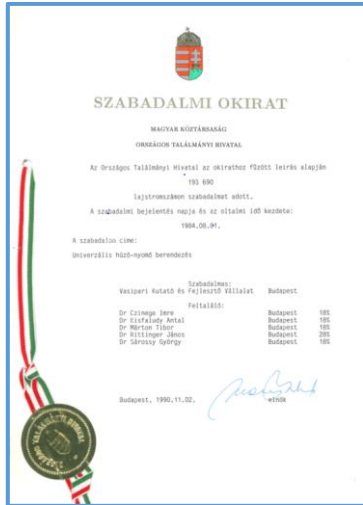 SZABADALMI OKIRAT
MAGYAR KÖZTÁRSASÁG
ORSZÁGOS TALÁLMÁNYI HIVATAL
Az Országos Találmányi Hivatal az okirathoz fűzött leírás alapján
193 690
lajstromszámon szabadalmat adott.
A szabadalmi bejelentés napja és az oltalmi idő kezdete:
1984.08.01.
A szabadalom címe:
Univerzális húzó-nyomó berendezés
Szabadalmas:
Vasipari Kutató és Fejlesztő Vállalat Budapest
Feltaláló:
Dr Czinege Imre Budapest 18%
Dr Kisfaludy Antal Budapest 18%
Dr Márton Tibor Budapest 18%
Dr Rittinger János Budapest 28%
Dr Sárossy György Budapest 18%
Budapest, 1990.11.02.
elnök